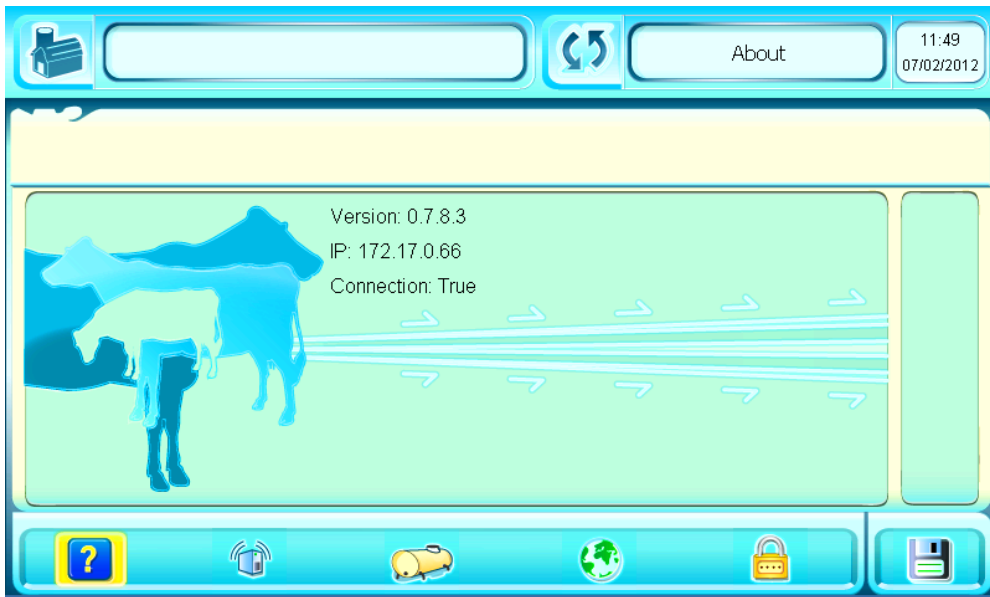 About
11:49
07/02/2012
Version: 0.7.8.3
IP: 172.17.0.66
Connection: True
?